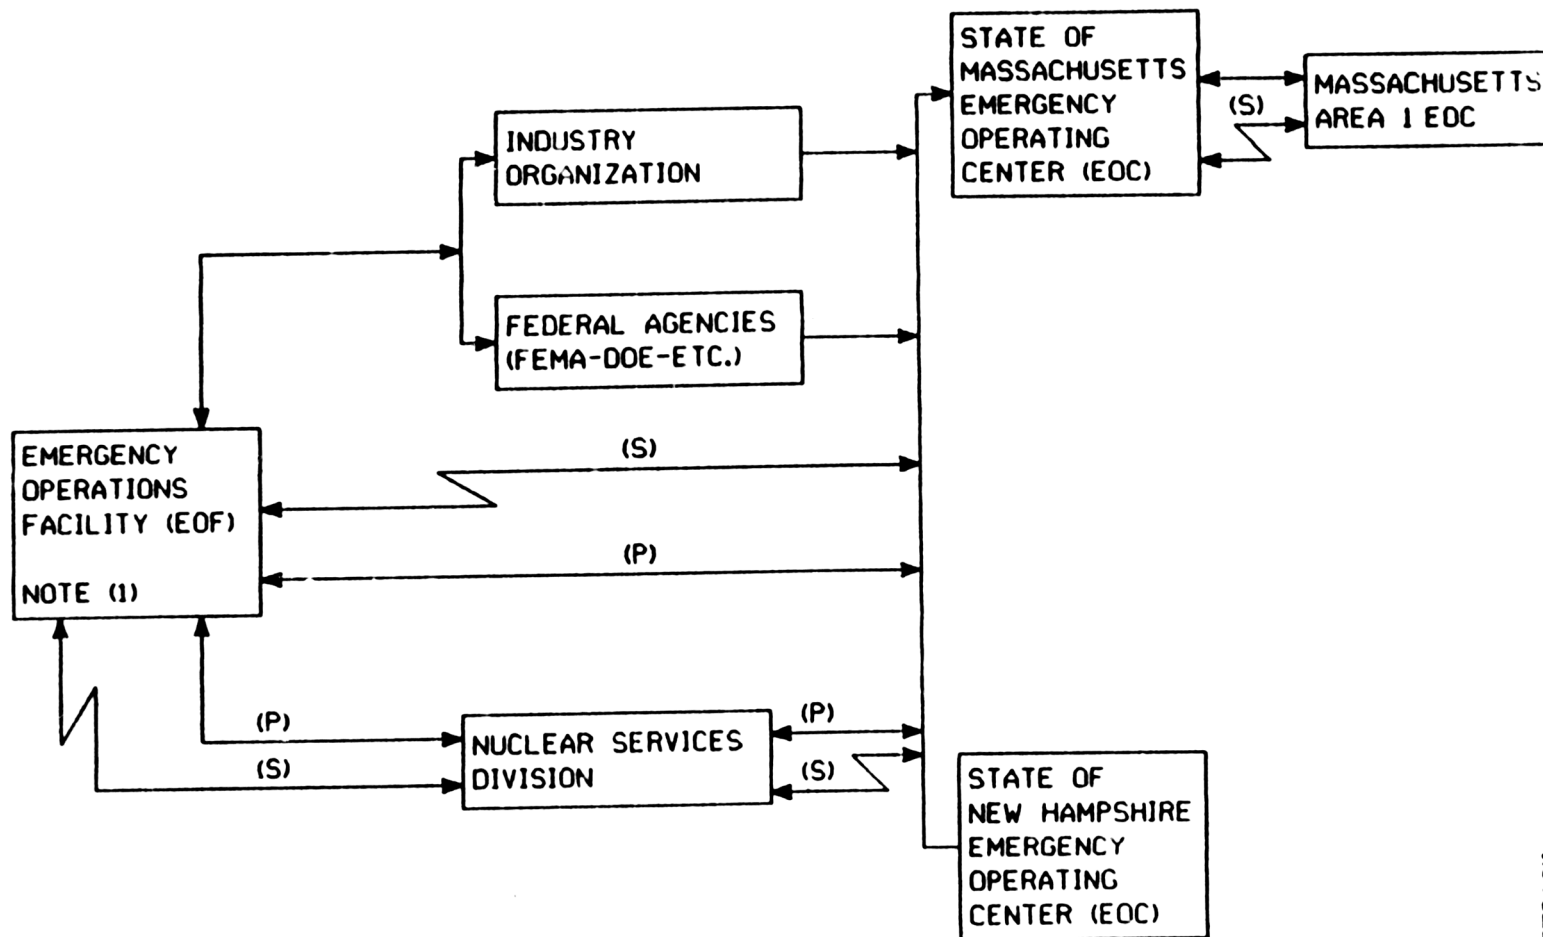 STATE OF
MASSACHUSETTS
EMERGENCY
OPERATING
CENTER (EOC)
(S)
MASSACHUSETTS
AREA 1 EOC
INDUSTRY
ORGANIZATION
FEDERAL AGENCIES
(FEMA-DOE-ETC.)
EMERGENCY
OPERATIONS
FACILITY (EOF)
NOTE (1)
(S)
(P)
(P)
(S)
NUCLEAR SERVICES
DIVISION
(P)
(S)
STATE OF
NEW HAMPSHIRE
EMERGENCY
OPERATING
CENTER (EOC)